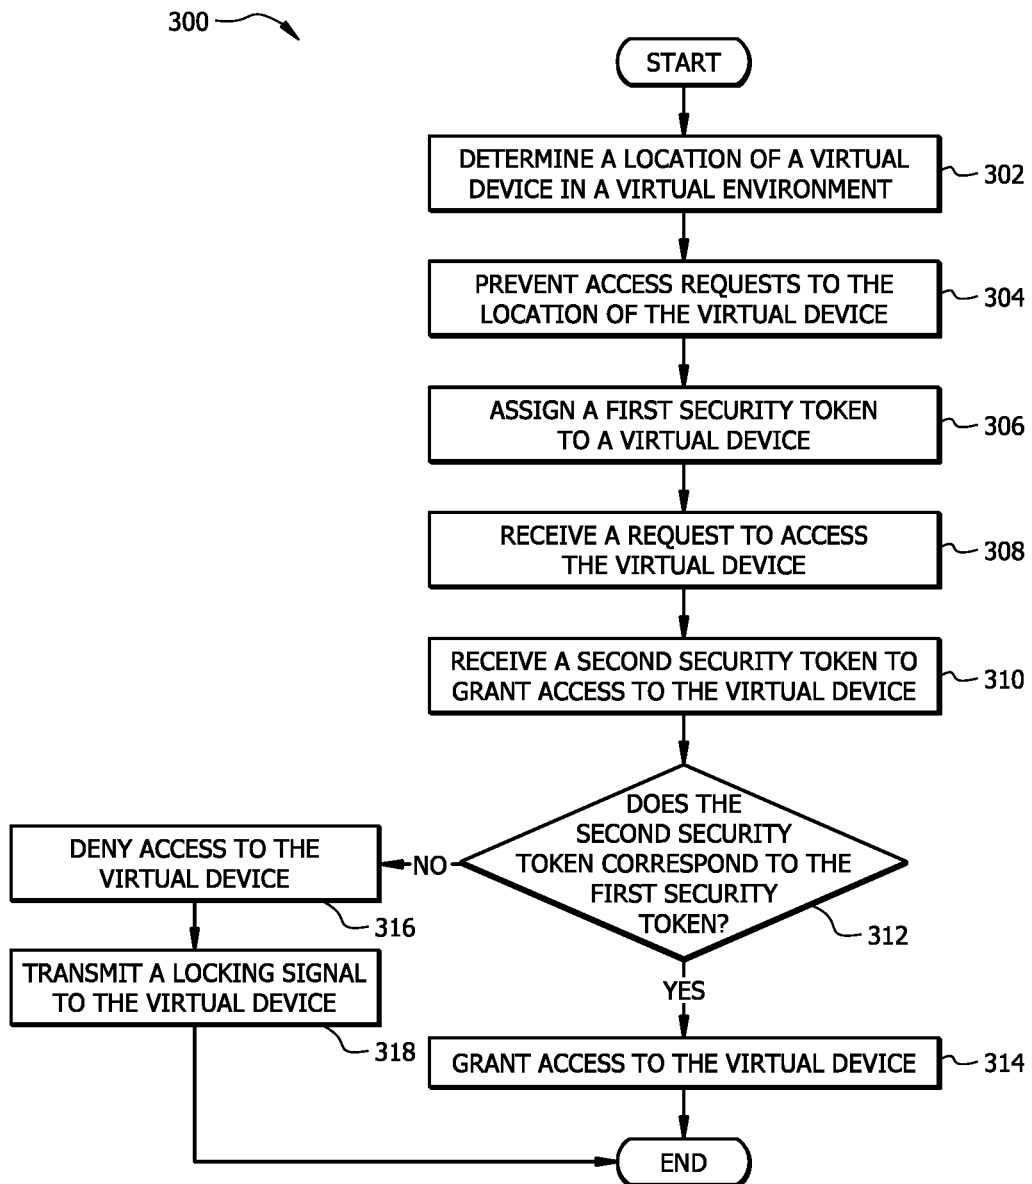 300
START
DETERMINE A LOCATION OF A VIRTUAL
DEVICE IN A VIRTUAL ENVIRONMENT
302
PREVENT ACCESS REQUESTS TO THE
LOCATION OF THE VIRTUAL DEVICE
304
ASSIGN A FIRST SECURITY TOKEN
TO A VIRTUAL DEVICE
306
RECEIVE A REQUEST TO ACCESS
THE VIRTUAL DEVICE
308
RECEIVE A SECOND SECURITY TOKEN TO
GRANT ACCESS TO THE VIRTUAL DEVICE
310
DOES THE
SECOND SECURITY
TOKEN CORRESPOND TO THE
FIRST SECURITY
TOKEN?
312
NO
DENY ACCESS TO THE
VIRTUAL DEVICE
316
TRANSMIT A LOCKING SIGNAL
TO THE VIRTUAL DEVICE
318
YES
GRANT ACCESS TO THE VIRTUAL DEVICE
314
END